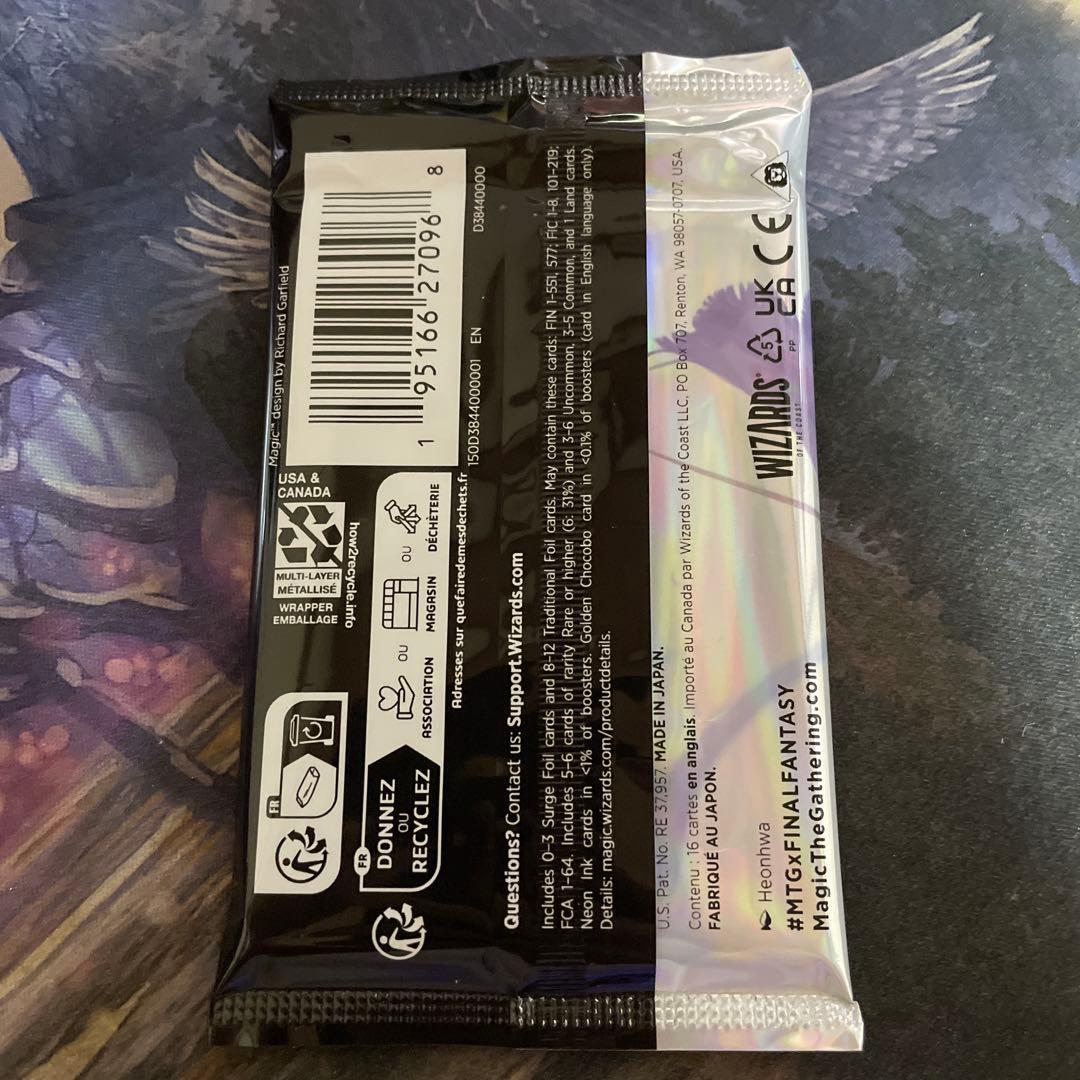 Magic™ design by Richard Garfield
1 95166 27096 8
D38440000
150D3844000001 EN
USA &
CANADA
MULTI-LAYER
MÉTALLISÉ
WRAPPER
EMBALLAGE
how2recycle.info
FR
FR
DONNEZ
OU
RECYCLEZ
ASSOCIATION
OU
MAGASIN
OU
DÉCHÈTERIE
Adresses sur quefairedemesdechets.fr
Questions? Contact us: Support.Wizards.com
Includes 0-3 Surge Foil cards and 8-12 Traditional Foil cards. May contain these cards: FIN 1-551, 577; FIC 1-8, 101-219;
FCA 1-64. Includes 5-6 cards of rarity Rare or higher (6: 31%) and 3-6 Uncommon, 3-5 Common, and 1 Land cards.
Neon Ink cards in <1% of boosters. Golden Chocobo card in <0.1% of boosters (card in English language only).
Details: magic.wizards.com/productdetails.
U.S. Pat. No. RE 37,957. MADE IN JAPAN.
Contenu : 16 cartes en anglais. Importé au Canada par Wizards of the Coast LLC, PO Box 707, Renton, WA 98057-0707, USA.
FABRIQUÉ AU JAPON.
WIZARDS®
OF THE COAST
5
PP
UK
CA
CE
Heonhwa
#MTGxFINALFANTASY
MagicTheGathering.com